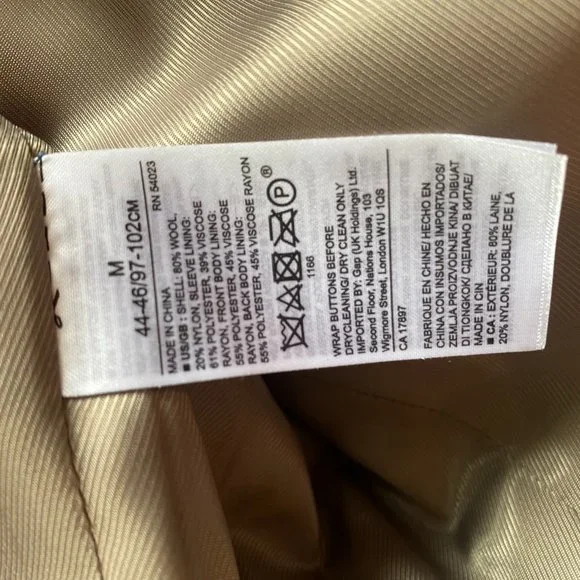 M
44-46/97-102CM
RN 54023
MADE IN CHINA
■ US/GB : SHELL: 80% WOOL,
20% NYLON, SLEEVE LINING:
61% POLYESTER, 39% VISCOSE
RAYON, FRONT BODY LINING:
55% POLYESTER, 45% VISCOSE
RAYON, BACK BODY LINING:
55% POLYESTER, 45% VISCOSE RAYON
P
®
1166
WRAP BUTTONS BEFORE
DRYCLEANING/ DRY CLEAN ONLY
IMPORTED BY: Gap (UK Holdings) Ltd.
Second Floor, Nations House, 103
Wigmore Street, London W1U 1QS
CA 17897
FABRIQUE EN CHINE/ HECHO EN
CHINA CON INSUMOS IMPORTADOS/
ZEMLJA PROIZVODNJE KINA/ DIBUAT
DI TIONGKOK/ СДЕЛАНО В КИТАЕ/
MADE IN CIN
■ CA : EXTÉRIEUR: 80% LAINE,
20% NYLON, DOUBLURE DE LA